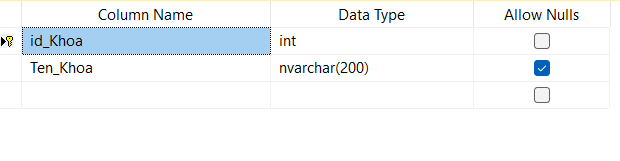 Column Name Data Type Allow Nulls
id_Khoa int
Ten_Khoa nvarchar(200)